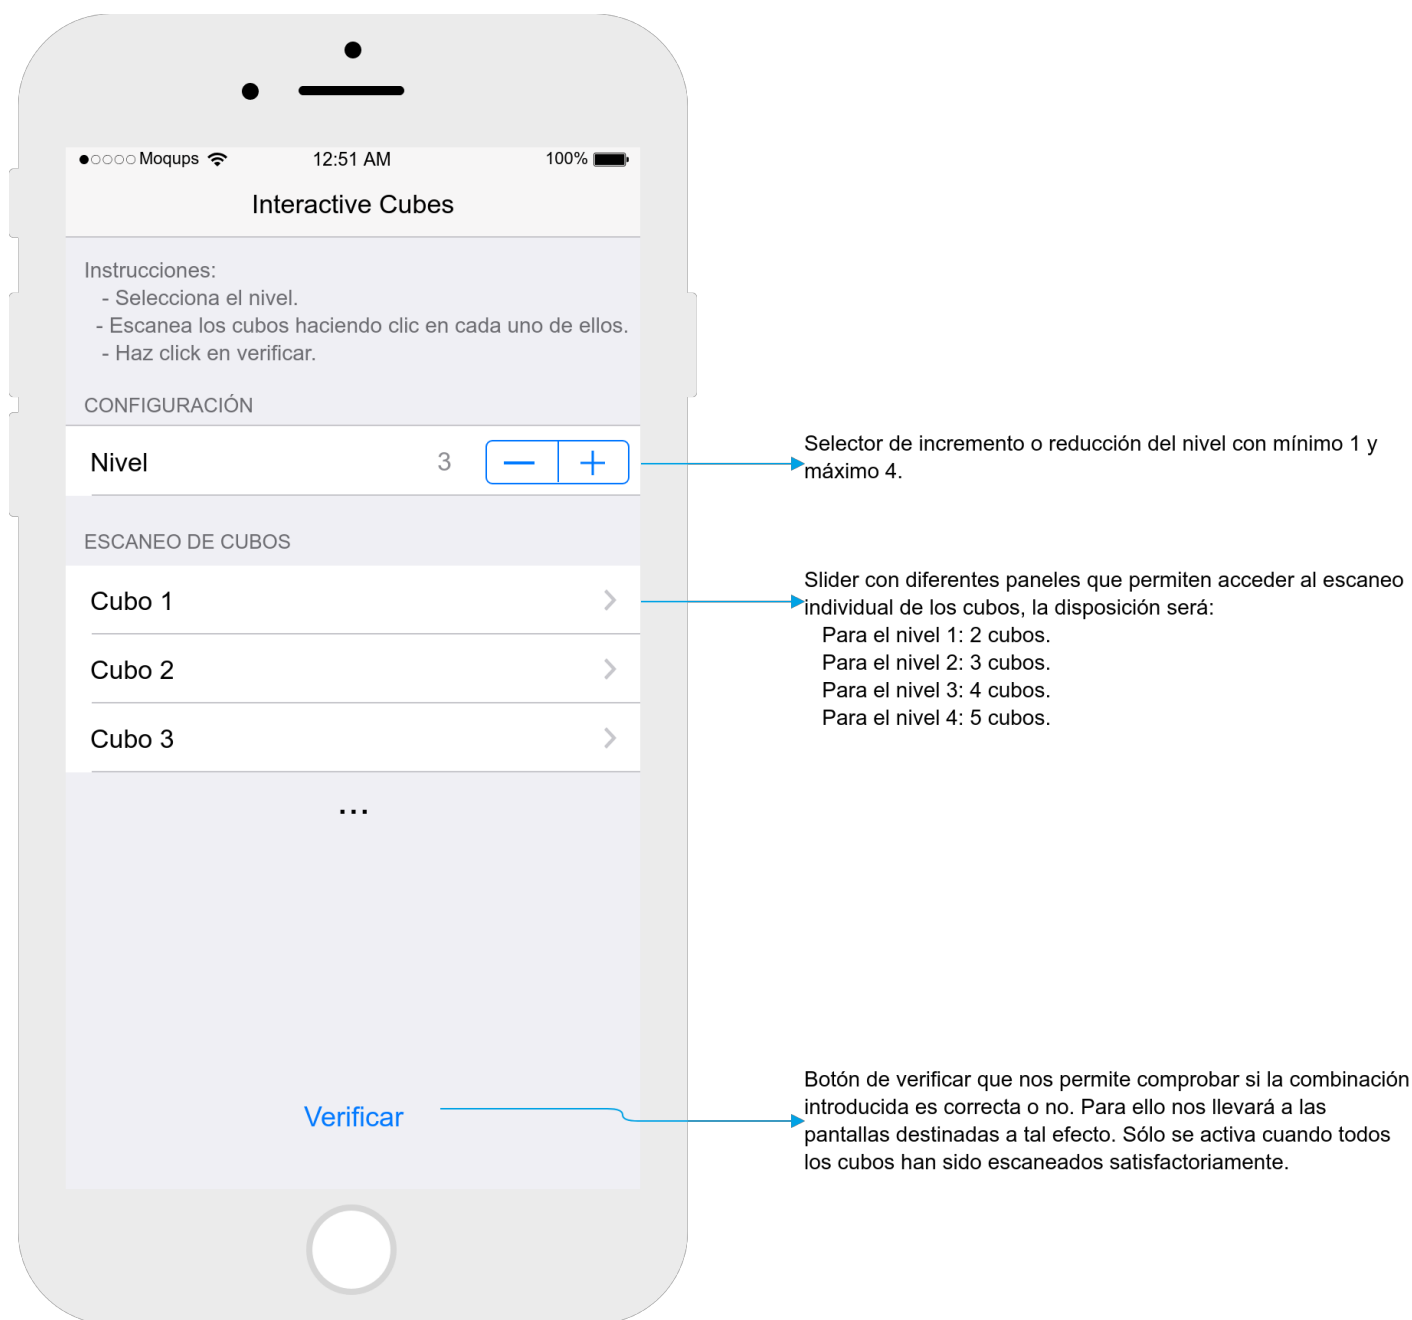 Moqups 12:51 AM 100%
Interactive Cubes
Instrucciones:
- Selecciona el nivel.
- Escanea los cubos haciendo clic en cada uno de ellos.
- Haz click en verificar.
CONFIGURACIÓN
Nivel 3
Selector de incremento o reducción del nivel con mínimo 1 y
máximo 4.
ESCANEO DE CUBOS
Cubo 1
Cubo 2
Cubo 3
...
Slider con diferentes paneles que permiten acceder al escaneo
individual de los cubos, la disposición será:
Para el nivel 1: 2 cubos.
Para el nivel 2: 3 cubos.
Para el nivel 3: 4 cubos.
Para el nivel 4: 5 cubos.
Verificar
Botón de verificar que nos permite comprobar si la combinación
introducida es correcta o no. Para ello nos llevará a las
pantallas destinadas a tal efecto. Sólo se activa cuando todos
los cubos han sido escaneados satisfactoriamente.